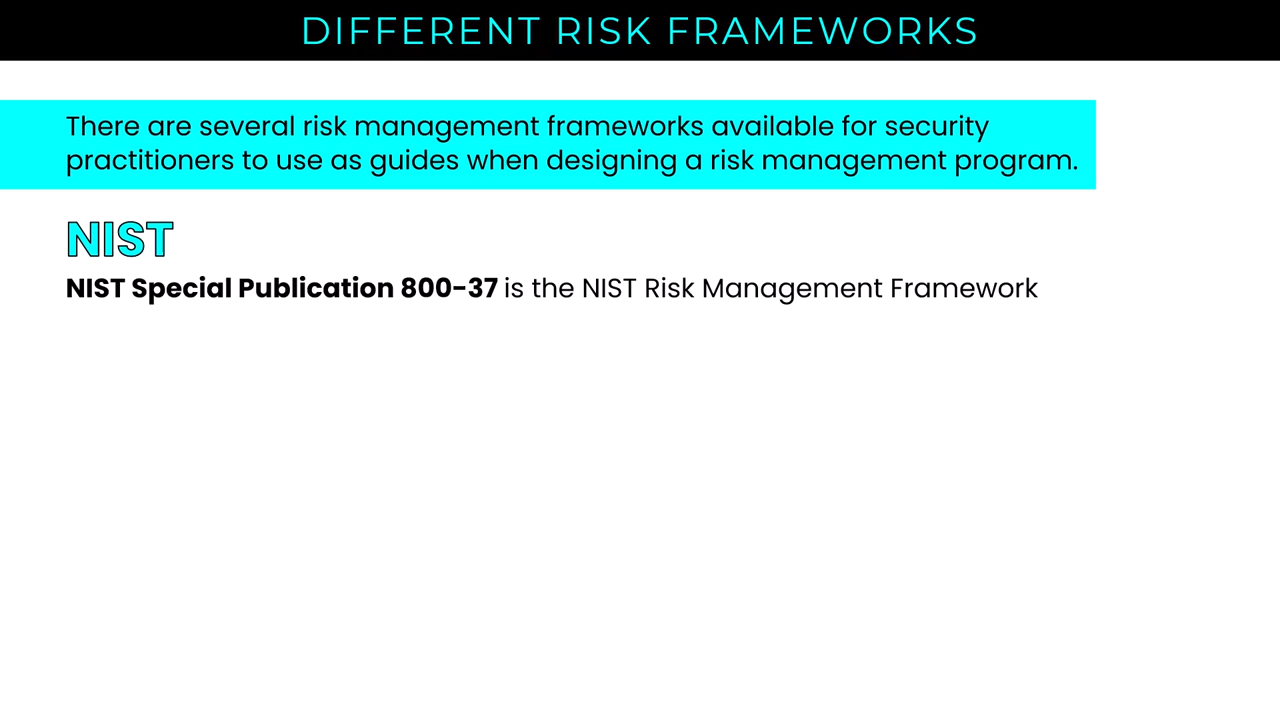 DIFFERENT RISK FRAMEWORKS
There are several risk management frameworks available for security
practitioners to use as guides when designing a risk management program.
NIST
NIST Special Publication 800-37 is the NIST Risk Management Framework